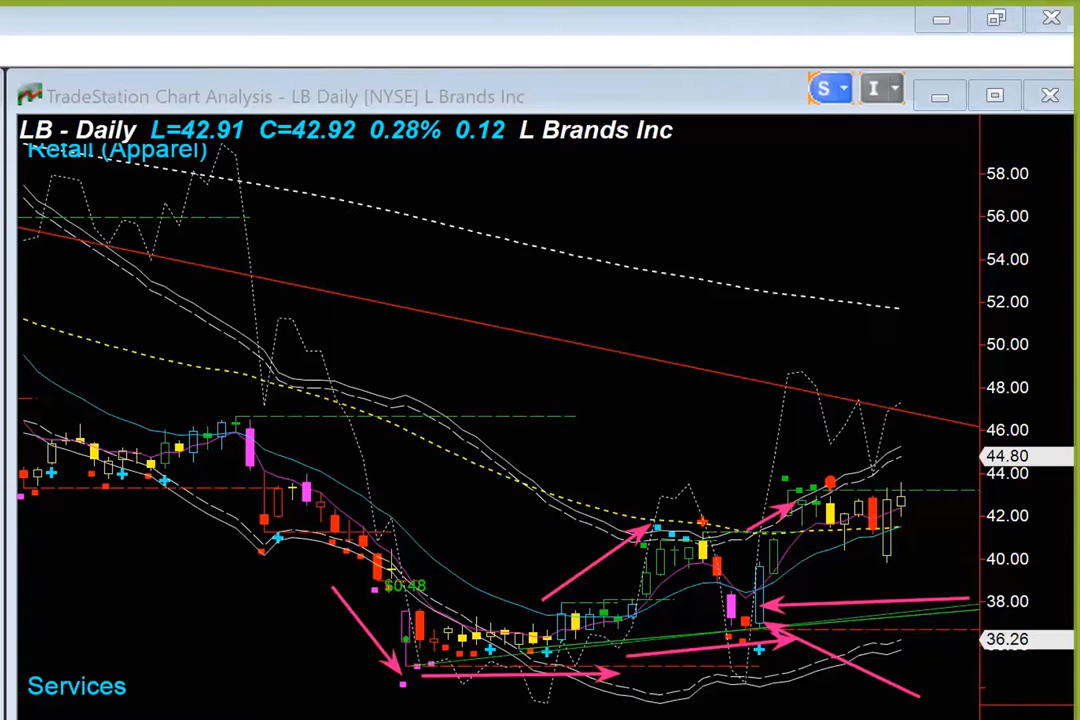 TradeStation Chart Analysis - LB Daily [NYSE] L Brands Inc
S
I
LB - Daily L=42.91 C=42.92 0.28% 0.12 L Brands Inc
Retail (Apparel)
58.00
56.00
54.00
52.00
50.00
48.00
46.00
44.80
44.00
42.00
40.00
$0.48
38.00
36.26
Services